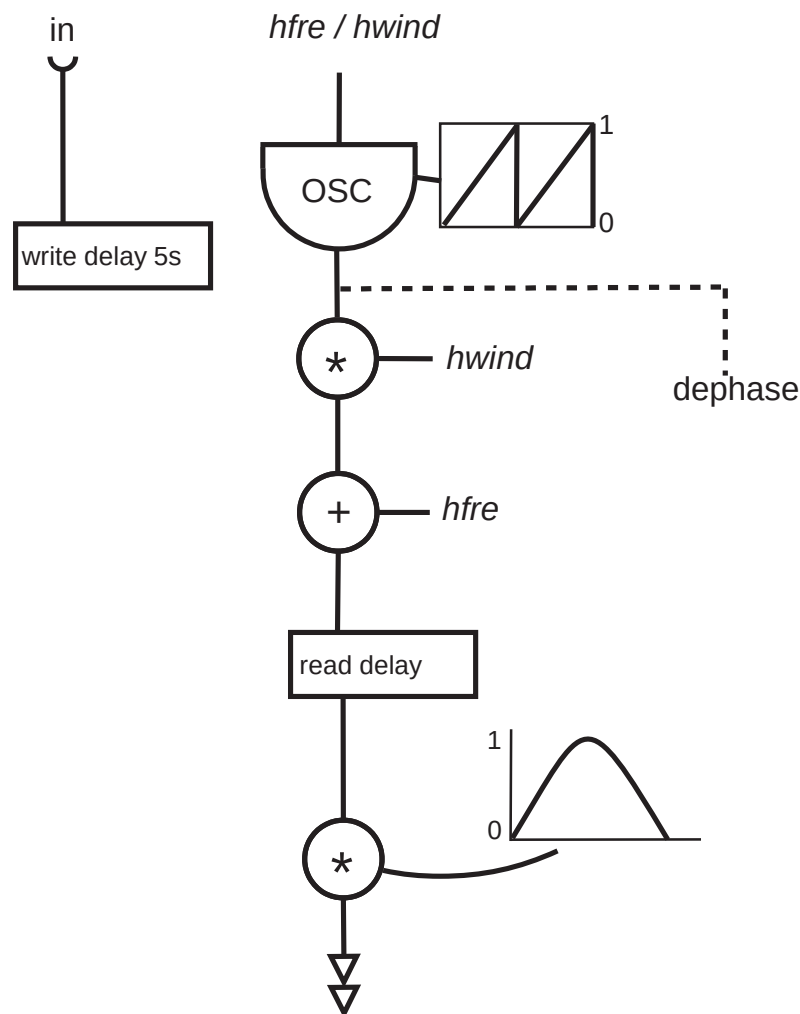 in
hfre / hwind
OSC
1
0
write delay 5s
*
hwind
dephase
+
hfre
read delay
1
0
*